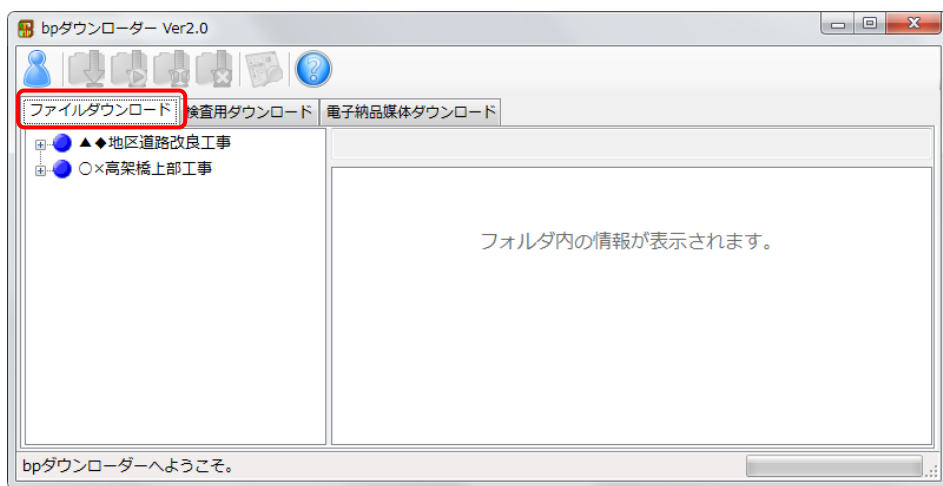 bpダウンローダー Ver2.0
ファイルダウンロード 検査用ダウンロード 電子納品媒体ダウンロード
▲◆地区道路改良工事
○×高架橋上部工事
フォルダ内の情報が表示されます。
bpダウンローダーへようこそ。